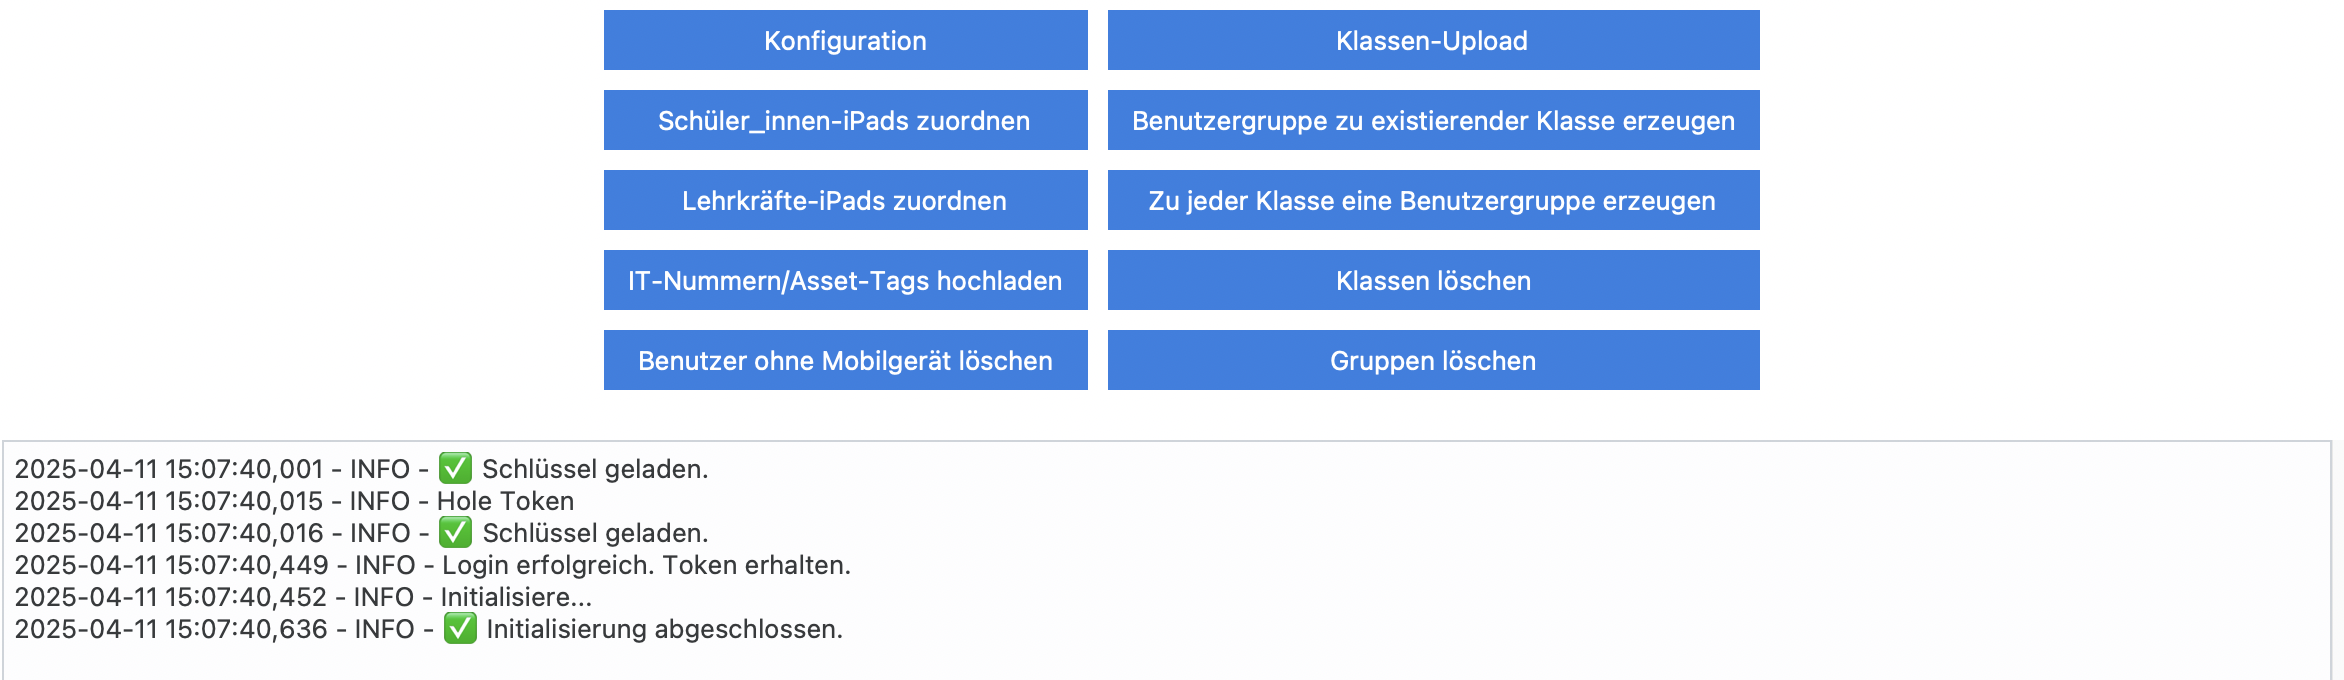 Konfiguration
Klassen-Upload
Schüler_innen-iPads zuordnen
Benutzergruppe zu existierender Klasse erzeugen
Lehrkräfte-iPads zuordnen
Zu jeder Klasse eine Benutzergruppe erzeugen
IT-Nummern/Asset-Tags hochladen
Klassen löschen
Benutzer ohne Mobilgerät löschen
Gruppen löschen
2025-04-11 15:07:40,001 - INFO - ✅ Schlüssel geladen.
2025-04-11 15:07:40,015 - INFO - Hole Token
2025-04-11 15:07:40,016 - INFO - ✅ Schlüssel geladen.
2025-04-11 15:07:40,449 - INFO - Login erfolgreich. Token erhalten.
2025-04-11 15:07:40,452 - INFO - Initialisiere...
2025-04-11 15:07:40,636 - INFO - ✅ Initialisierung abgeschlossen.